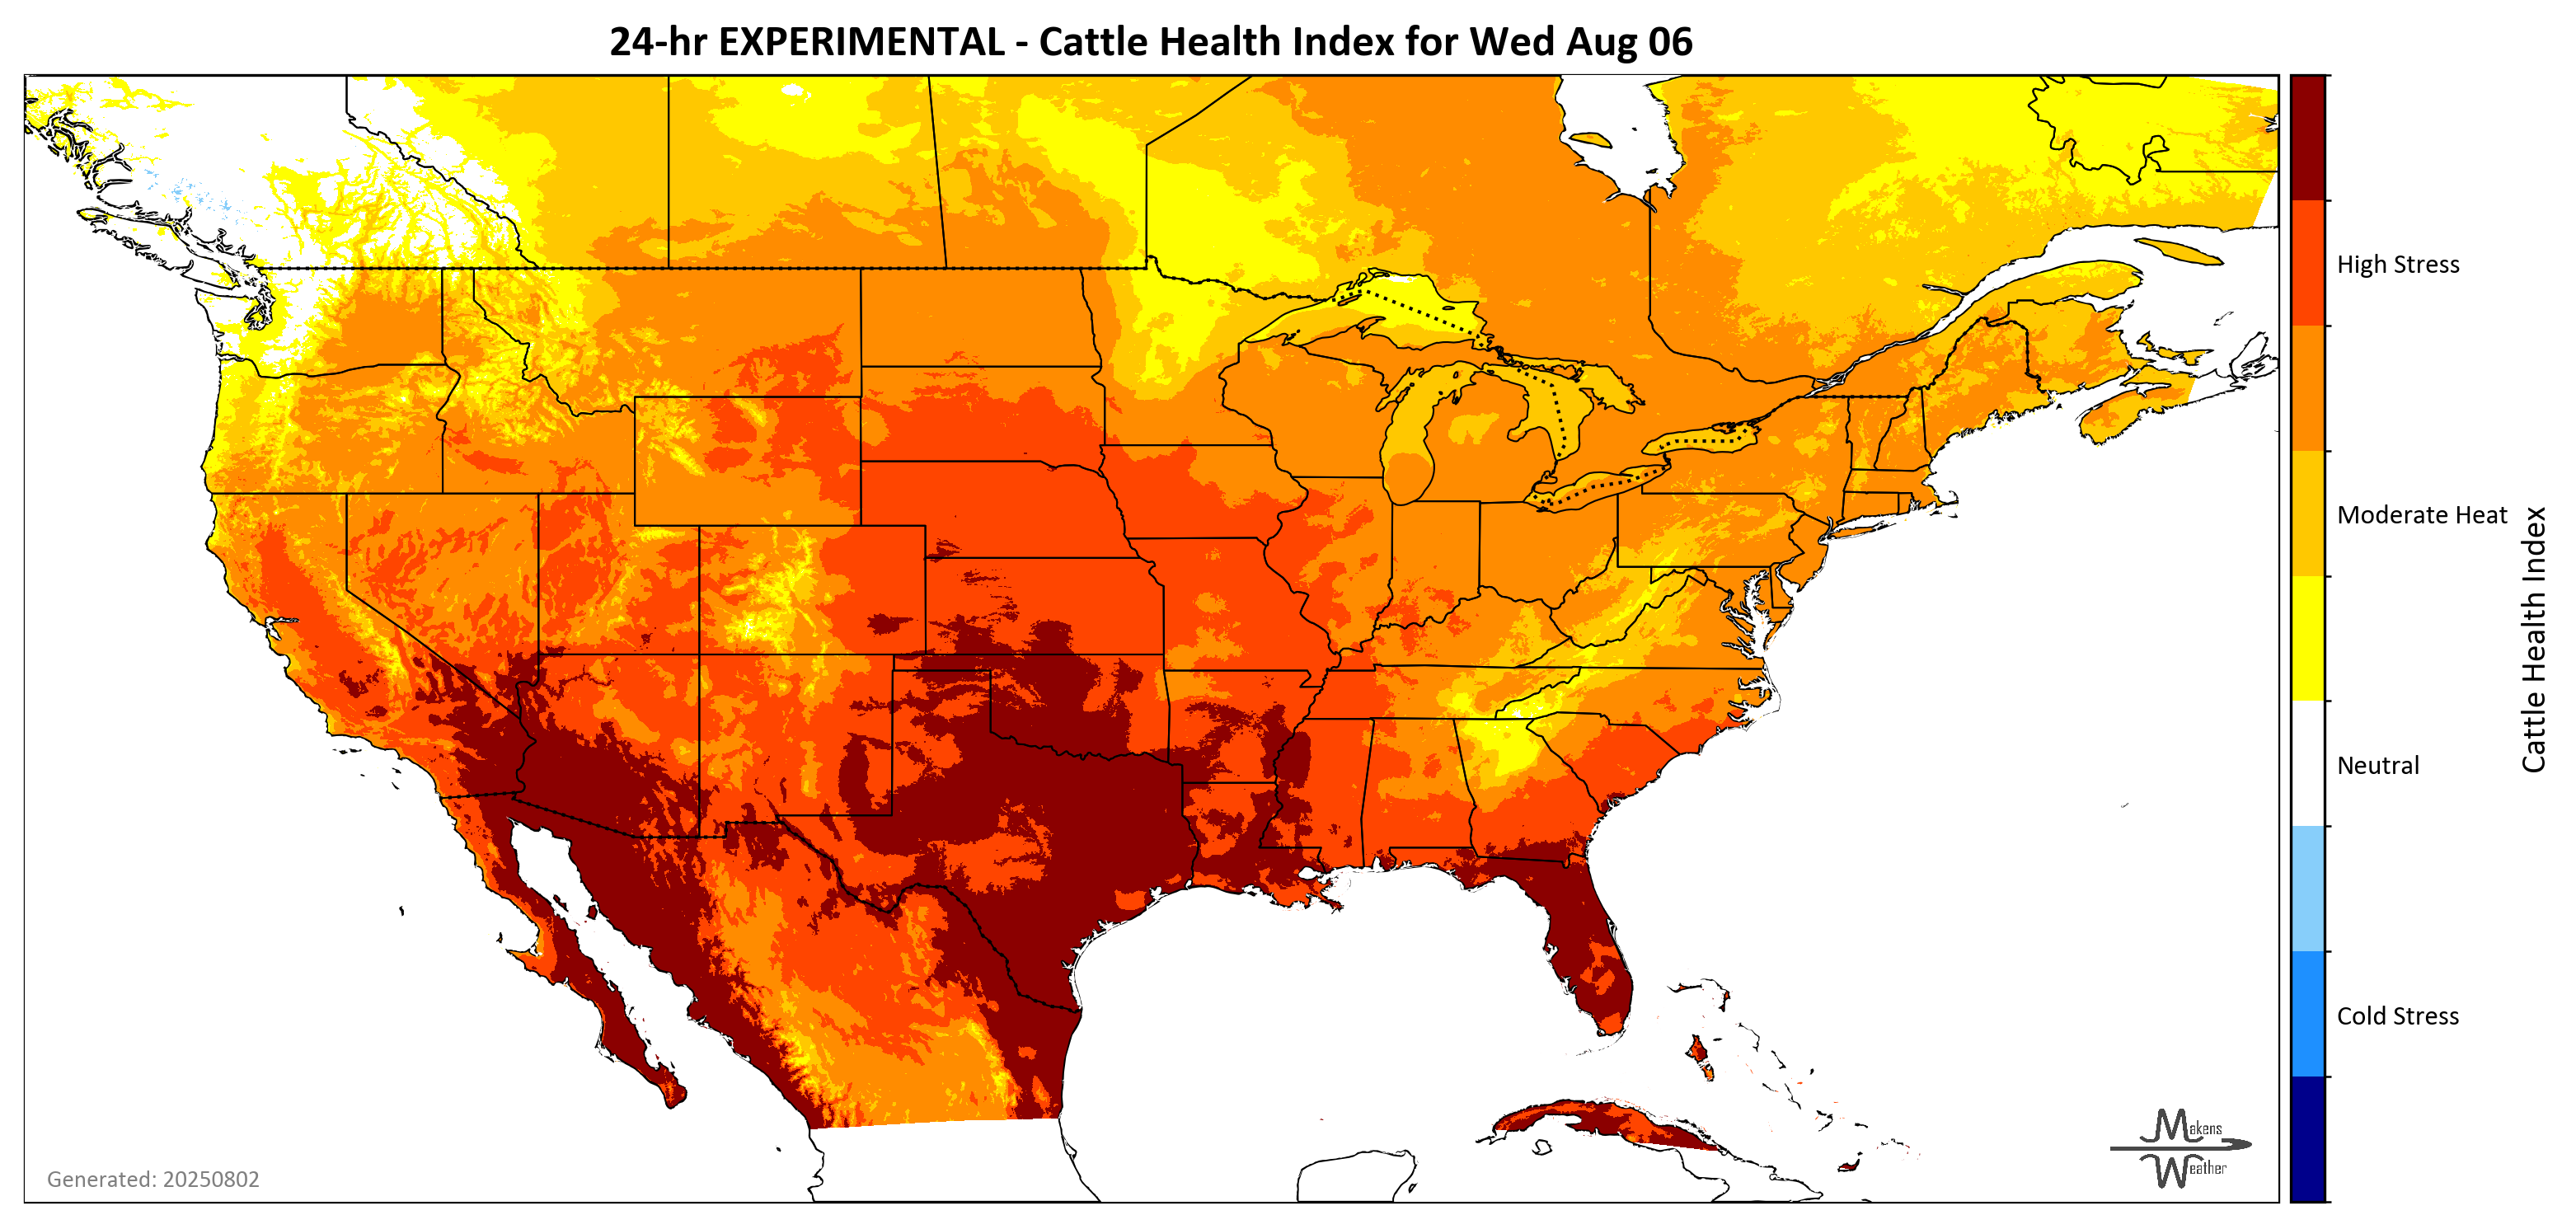 24-hr EXPERIMENTAL - Cattle Health Index for Wed Aug 06
High Stress
Moderate Heat
Neutral
Cold Stress
Cattle Health Index
Generated: 20250802
Makens
Weather